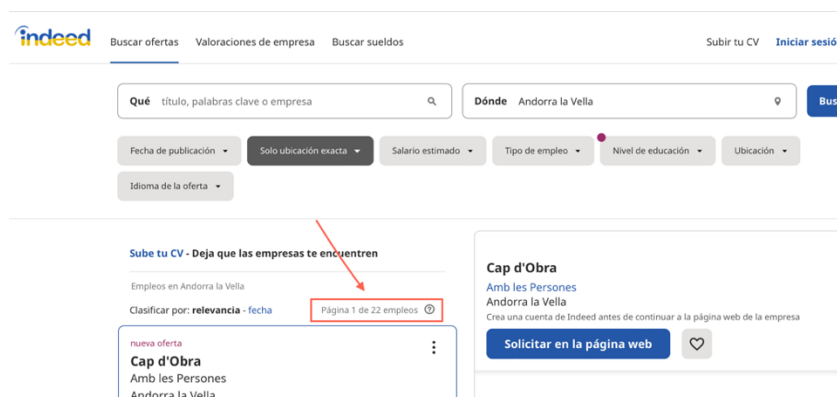 indeed
Buscar ofertas Valoraciones de empresa Buscar sueldos Subir tu CV Iniciar sesió
Qué título, palabras clave o empresa Dónde Andorra la Vella Bus
Fecha de publicación Solo ubicación exacta Salario estimado Tipo de empleo Nivel de educación Ubicación
Idioma de la oferta
Sube tu CV - Deja que las empresas te encuentren
Empleos en Andorra la Vella
Clasificar por: relevancia - fecha Página 1 de 22 empleos
nueva oferta
Cap d'Obra
Amb les Persones
Andorra la Vella
Cap d'Obra
Amb les Persones
Andorra la Vella
Crea una cuenta de Indeed antes de continuar a la página web de la empresa
Solicitar en la página web